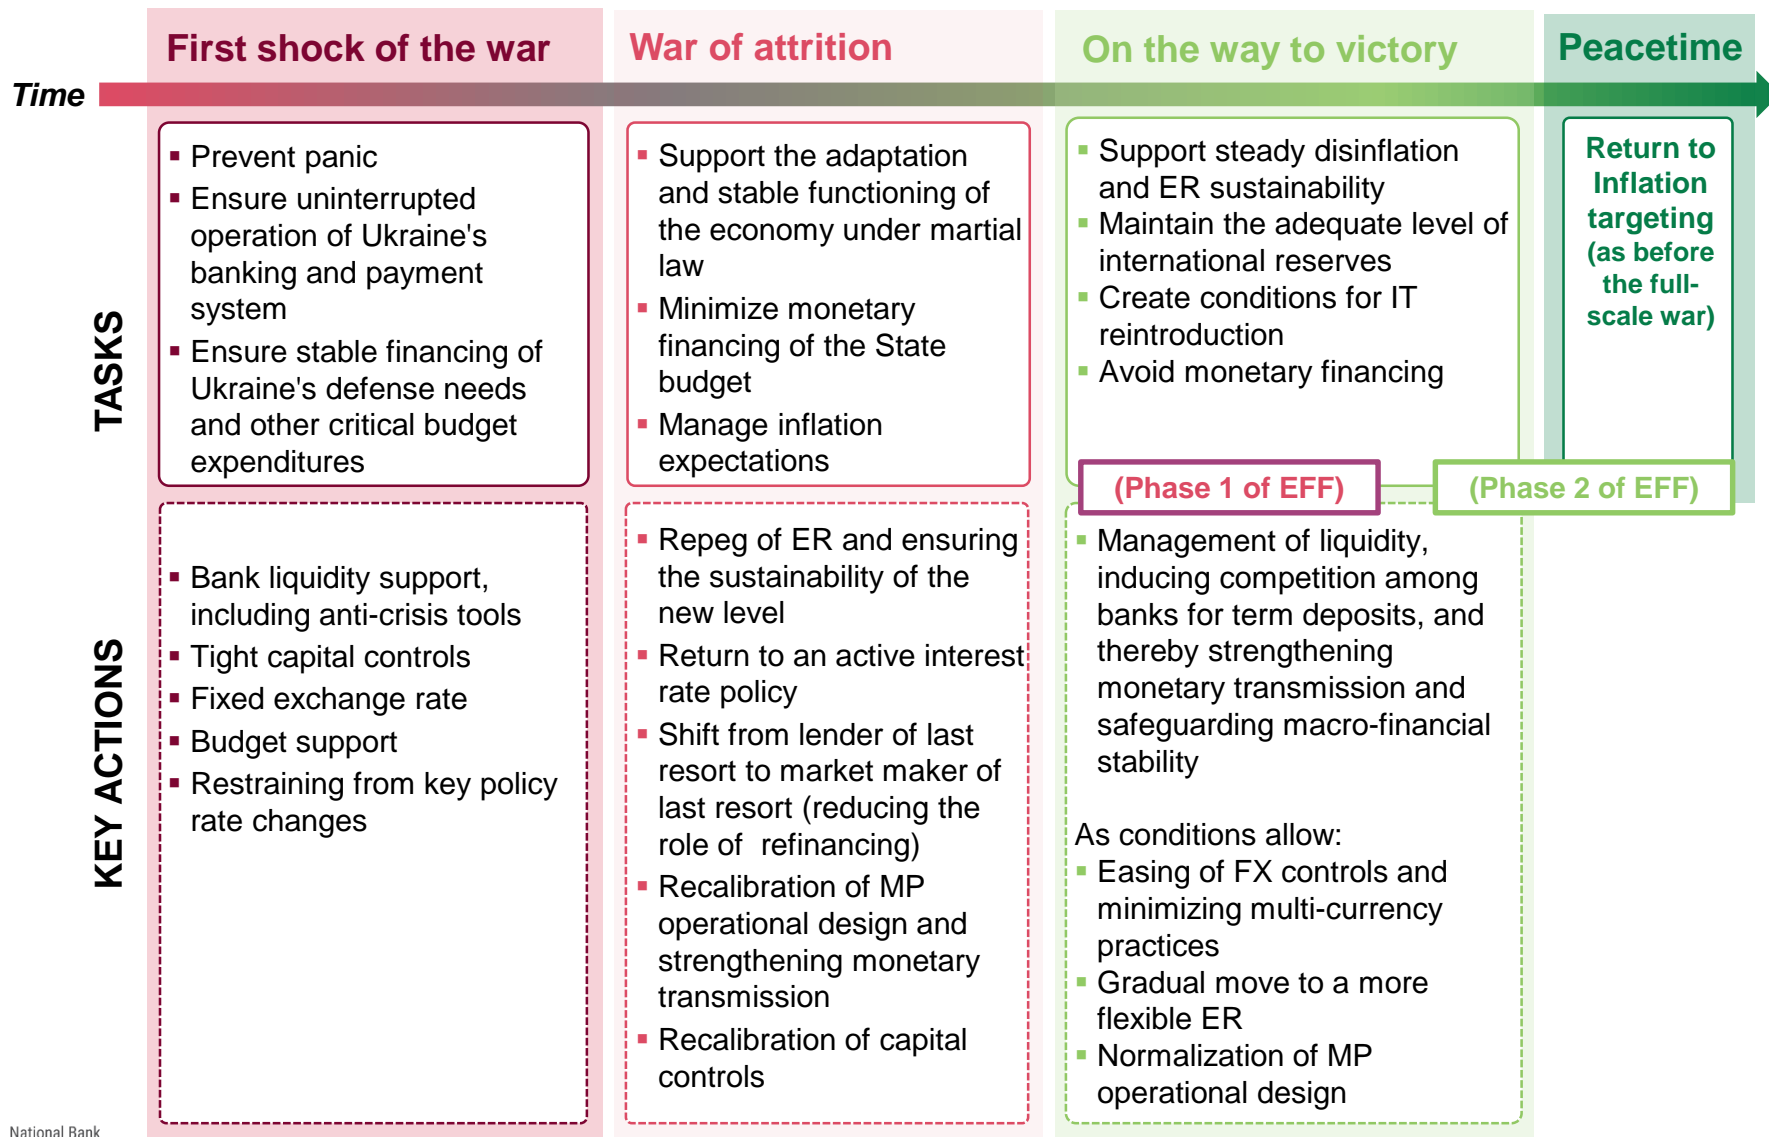 First shock of the war
War of attrition
On the way to victory
Peacetime
Time
TASKS
▪ Prevent panic
▪ Ensure uninterrupted
operation of Ukraine's
banking and payment
system
▪ Ensure stable financing of
Ukraine's defense needs
and other critical budget
expenditures
▪ Support the adaptation
and stable functioning of
the economy under martial
law
▪ Minimize monetary
financing of the State
budget
▪ Manage inflation
expectations
▪ Support steady disinflation
and ER sustainability
▪ Maintain the adequate level of
international reserves
▪ Create conditions for IT
reintroduction
▪ Avoid monetary financing
Return to
Inflation
targeting
(as before
the full-
scale war)
(Phase 1 of EFF)
(Phase 2 of EFF)
KEY ACTIONS
▪ Bank liquidity support,
including anti-crisis tools
▪ Tight capital controls
▪ Fixed exchange rate
▪ Budget support
▪ Restraining from key policy
rate changes
▪ Repeg of ER and ensuring
the sustainability of the
new level
▪ Return to an active interest
rate policy
▪ Shift from lender of last
resort to market maker of
last resort (reducing the
role of  refinancing)
▪ Recalibration of MP
operational design and
strengthening monetary
transmission
▪ Recalibration of capital
controls
▪ Management of liquidity,
inducing competition among
banks for term deposits, and
thereby strengthening
monetary transmission and
safeguarding macro-financial
stability
As conditions allow:
▪ Easing of FX controls and
minimizing multi-currency
practices
▪ Gradual move to a more
flexible ER
▪ Normalization of MP
operational design
National Bank